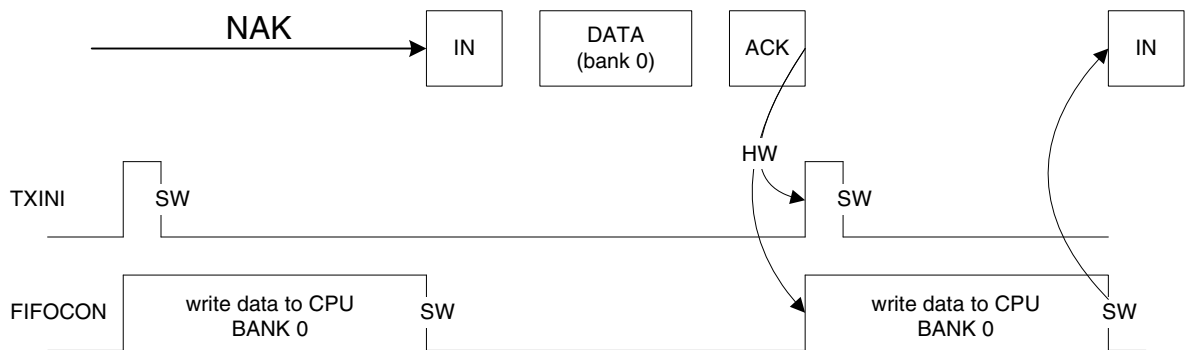 NAK
IN
DATA
(bank 0)
ACK
IN
HW
TXINI
SW
SW
FIFOCON
write data to CPU
BANK 0
SW
write data to CPU
BANK 0
SW